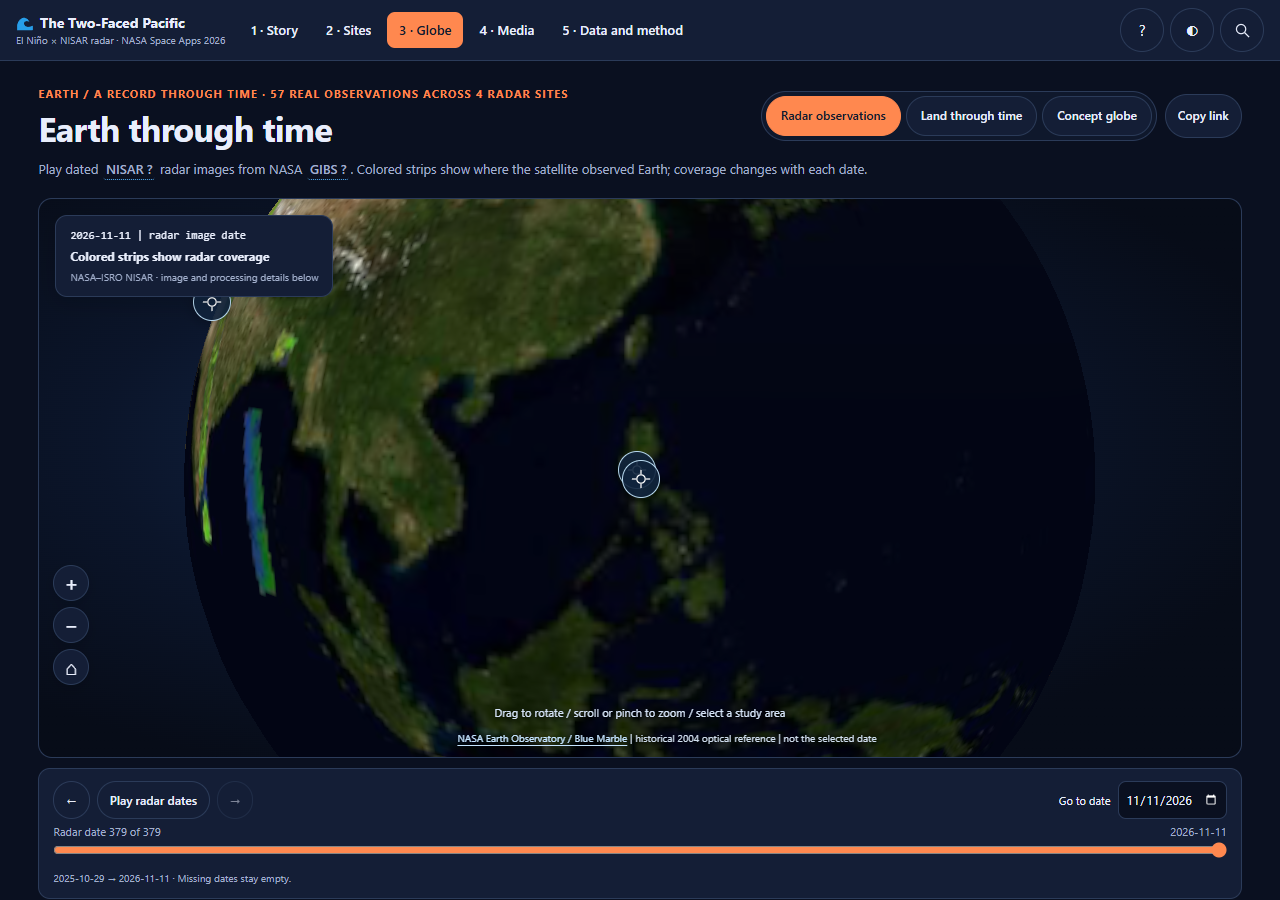 The Two-Faced Pacific
El Niño × NISAR radar · NASA Space Apps 2026
1 · Story
2 · Sites
3 · Globe
4 · Media
5 · Data and method
?
EARTH / A RECORD THROUGH TIME · 57 REAL OBSERVATIONS ACROSS 4 RADAR SITES
Earth through time
Play dated NISAR ? radar images from NASA GIBS ? . Colored strips show where the satellite observed Earth; coverage changes with each date.
Radar observations
Land through time
Concept globe
Copy link
2026-11-11 | radar image date
Colored strips show radar coverage
NASA–ISRO NISAR · image and processing details below
+
−
⌂
Drag to rotate / scroll or pinch to zoom / select a study area
NASA Earth Observatory / Blue Marble | historical 2004 optical reference | not the selected date
←
Play radar dates
→
Go to date
11/11/2026
Radar date 379 of 379
2026-11-11
2025-10-29 → 2026-11-11 · Missing dates stay empty.